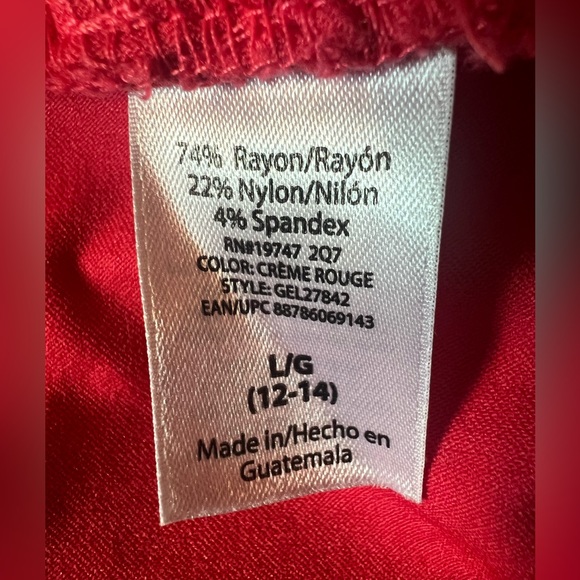 74% Rayon/Rayón
22% Nylon/Nilón
4% Spandex
RN#19747 2Q7
COLOR: CRÈME ROUGE
STYLE: GEL27842
EAN/UPC 88786069143
L/G
(12-14)
Made in/Hecho en
Guatemala